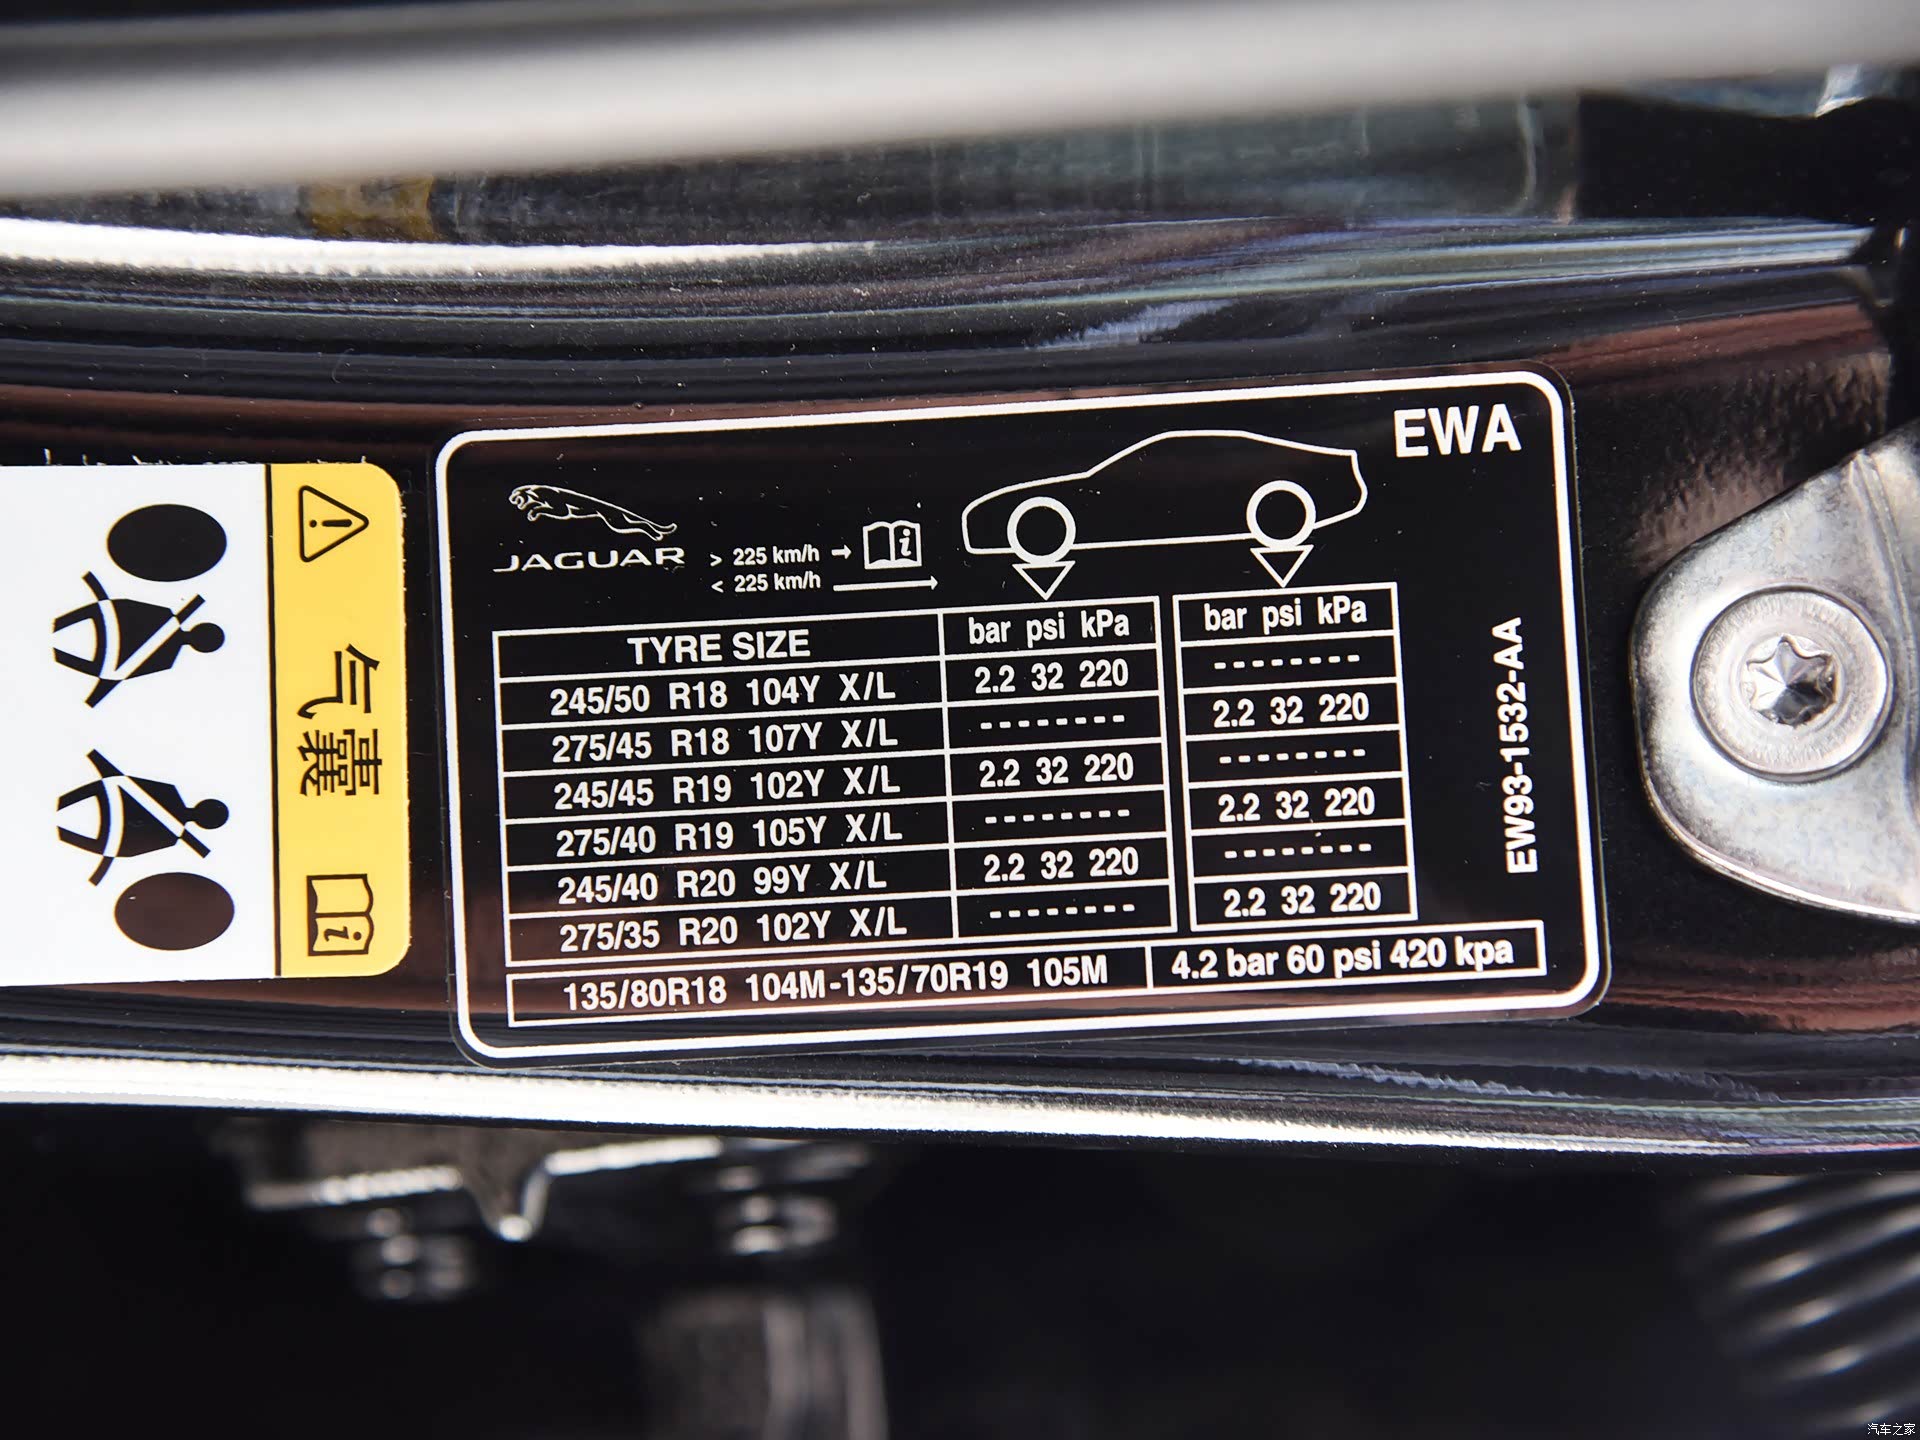 EWA
JAGUAR
> 225 km/h
< 225 km/h
TYRE SIZE bar psi kPa bar psi kPa
245/50 R18 104Y X/L 2.2 32 220 --------
275/45 R18 107Y X/L -------- 2.2 32 220
245/45 R19 102Y X/L 2.2 32 220 --------
275/40 R19 105Y X/L -------- 2.2 32 220
245/40 R20 99Y X/L 2.2 32 220 --------
275/35 R20 102Y X/L -------- 2.2 32 220
135/80R18 104M-135/70R19 105M 4.2 bar 60 psi 420 kpa
EW93-1532-AA
气囊
汽车之家